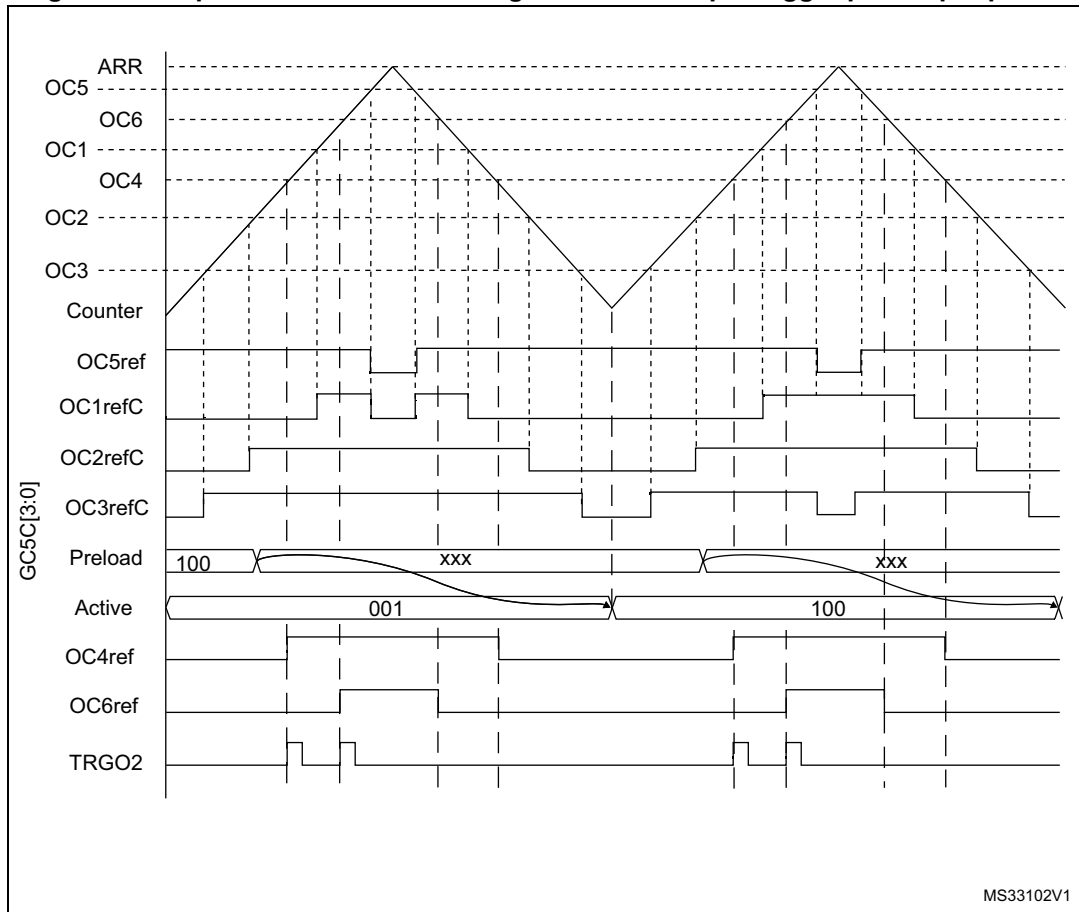 ARR
OC5
OC6
OC1
OC4
OC2
OC3
Counter
OC5ref
OC1refC
OC2refC
OC3refC
GC5C[3:0]
Preload 100 xxx xxx
Active 001 100
OC4ref
OC6ref
TRGO2
MS33102V1